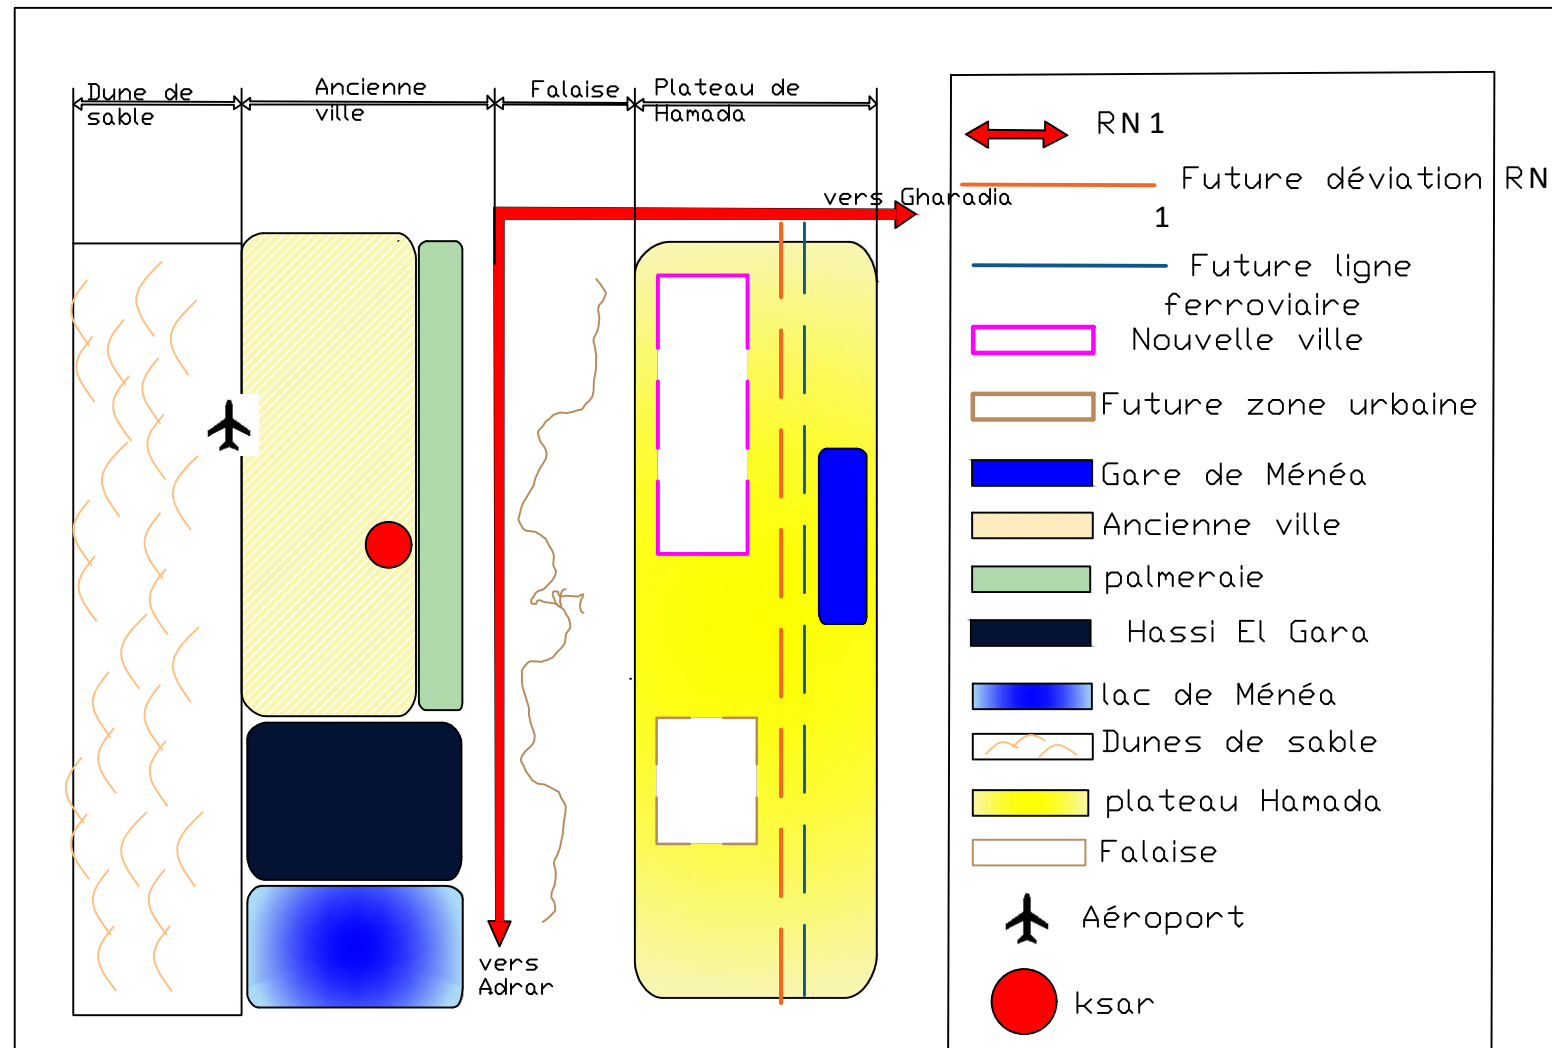 Dune de
sable
Ancienne
ville
Falaise
Plateau de
Hamada
vers Gharadia
vers
Adrar
RN 1
Future déviation RN
1
Future ligne
ferroviaire
Nouvelle ville
Future zone urbaine
Gare de Ménéa
Ancienne ville
palmeraie
Hassi El Gara
lac de Ménéa
Dunes de sable
plateau Hamada
Falaise
Aéroport
ksar